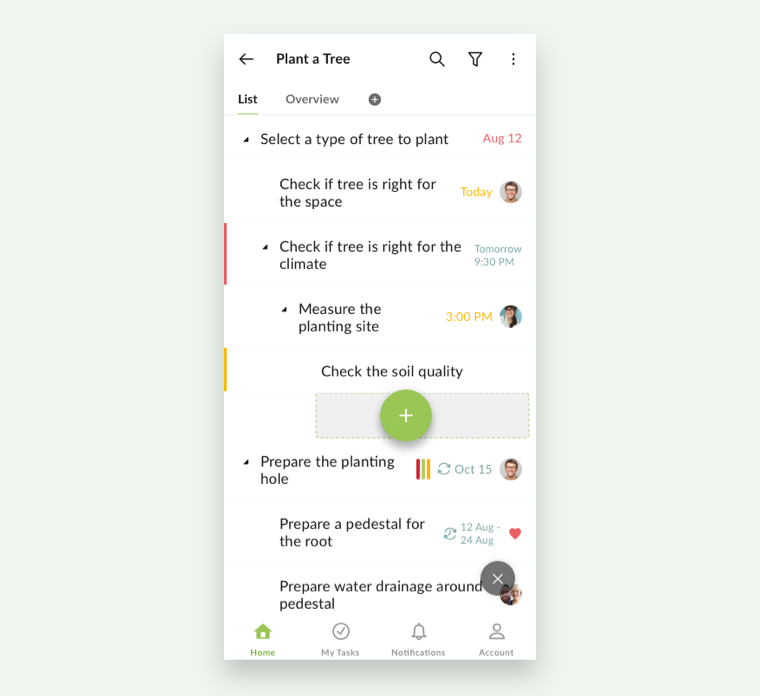 Plant a Tree
List Overview
Select a type of tree to plant Aug 12
Check if tree is right for
the space
Today
Check if tree is right for the
climate
Tomorrow
9:30 PM
Measure the
planting site
3:00 PM
Check the soil quality
Prepare the planting
hole
Oct 15
Prepare a pedestal for
the root
12 Aug -
24 Aug
Prepare water drainage around
pedestal
Home My Tasks Notifications Account